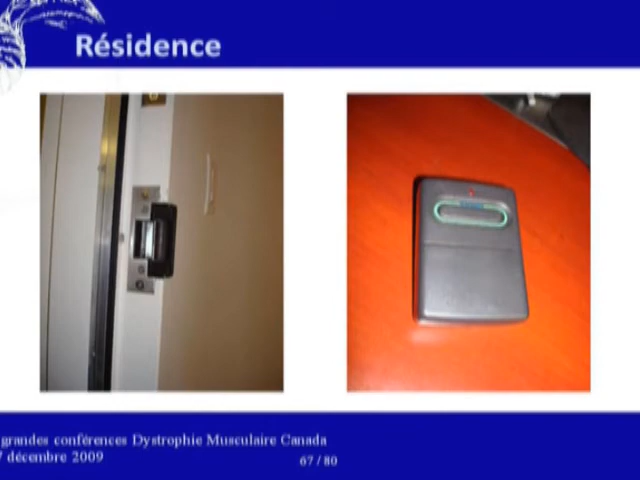 Résidence
grandes conférences Dystrophie Musculaire Canada
décembre 2009
67 / 80